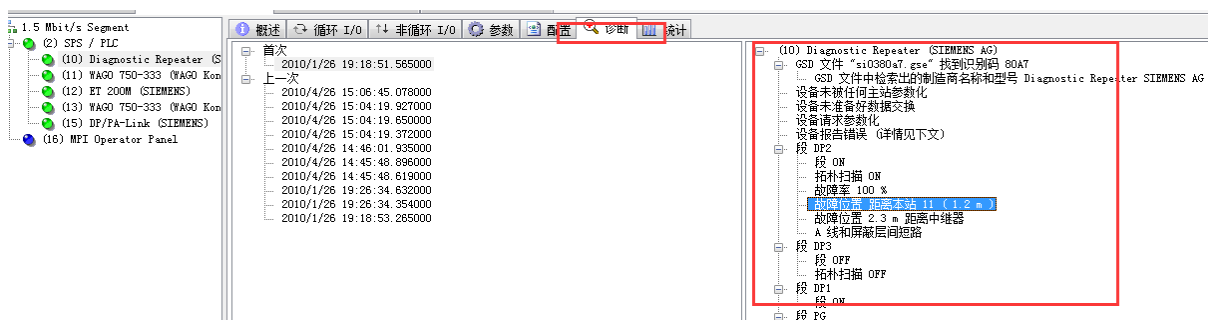 1.5 Mbit/s Segment
(2) SPS / PLC
(10) Diagnostic Repeater (S
(11) WAGO 750-333 (WAGO Kon
(12) ET 200M (SIEMENS)
(13) WAGO 750-333 (WAGO Kon
(15) DP/PA-Link (SIEMENS)
(16) MPI Operator Panel
概述 循环 I/O 非循环 I/O 参数 配置 诊断 统计
首次
2010/1/26 19:18:51.565000
上一次
2010/4/26 15:06:45.078000
2010/4/26 15:04:19.927000
2010/4/26 15:04:19.650000
2010/4/26 15:04:19.372000
2010/4/26 14:46:01.935000
2010/4/26 14:45:48.896000
2010/4/26 14:45:48.619000
2010/1/26 19:26:34.632000
2010/1/26 19:26:34.354000
2010/1/26 19:18:53.265000
(10) Diagnostic Repeater (SIEMENS AG)
GSD 文件 "si0380a7.gse" 找到识别码 80A7
GSD 文件中检索出的制造商名称和型号 Diagnostic Repeater SIEMENS AG
设备未被任何主站参数化
设备未准备好数据交换
设备请求参数化
设备报告错误 (详情见下文)
段 DP2
段 ON
拓朴扫描 ON
故障率 100 %
故障位置 距离本站 11 ( 1.2 m )
故障位置 2.3 m 距离中继器
A 线和屏蔽层间短路
段 DP3
段 OFF
拓朴扫描 OFF
段 DP1
段 ON
段 PG